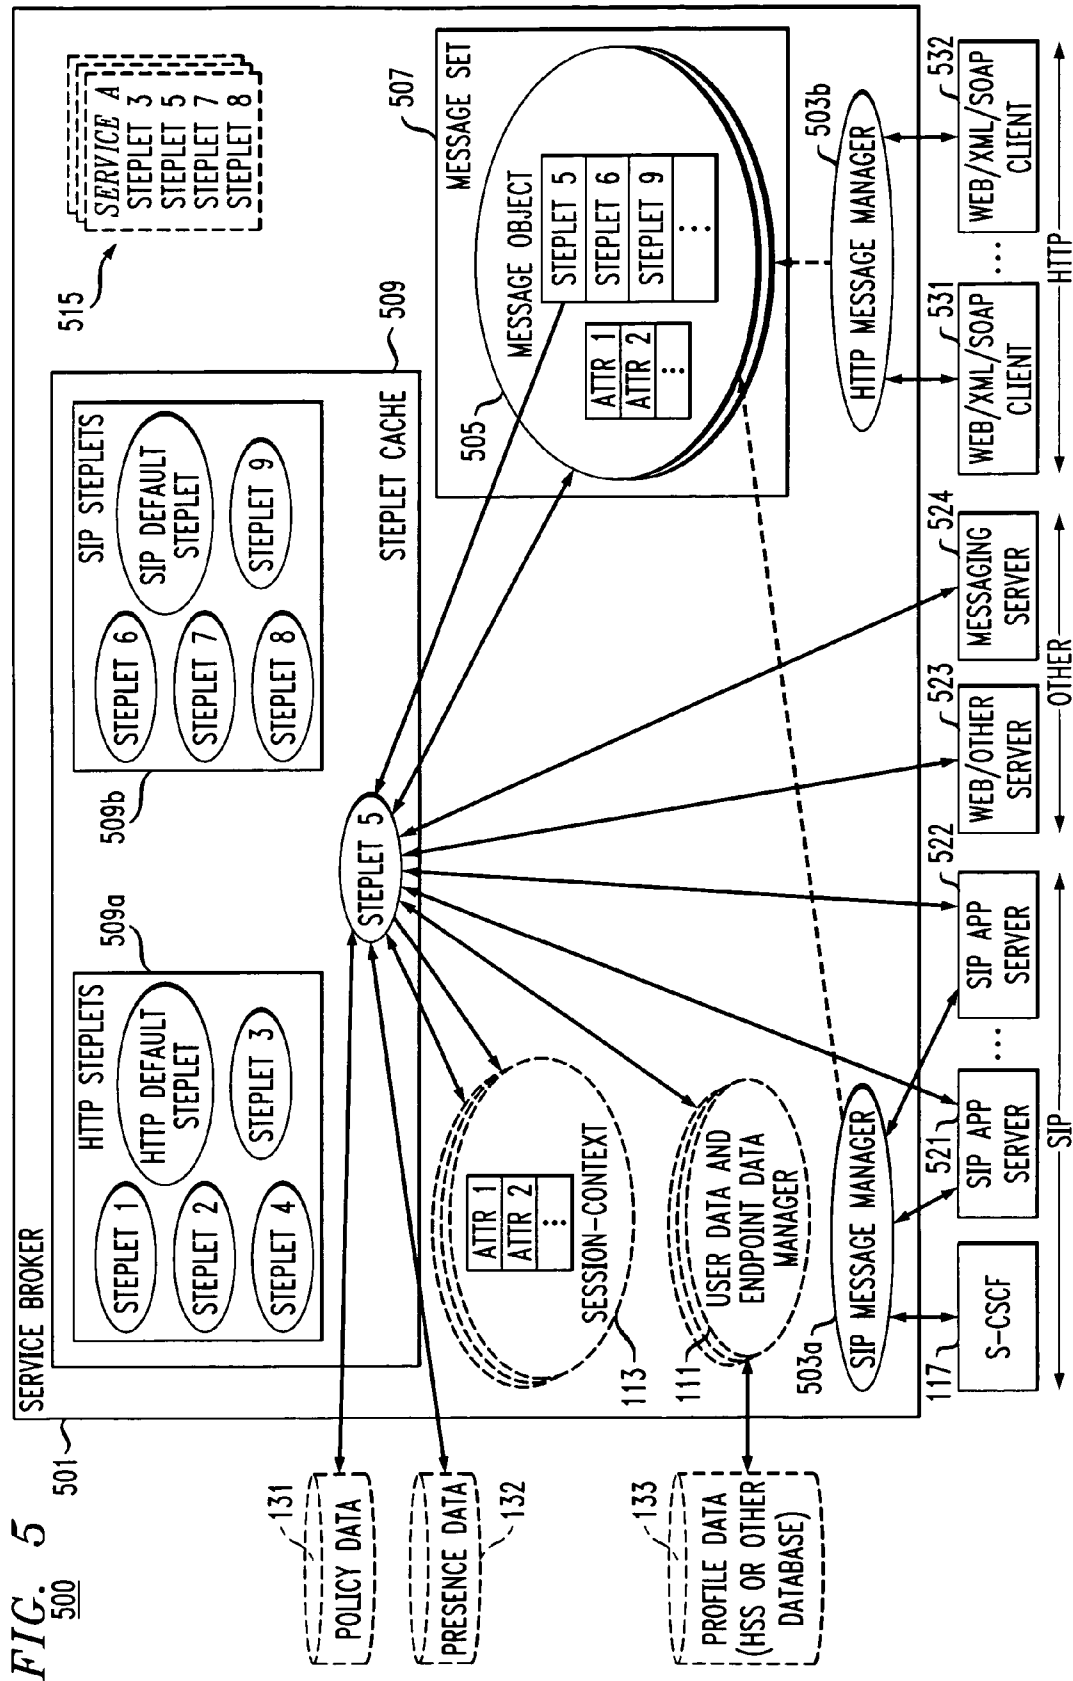 FIG. 5
500
501
SERVICE BROKER
HTTP STEPLETS
HTTP DEFAULT
STEPLET
STEPLET 1
STEPLET 2
STEPLET 3
STEPLET 4
509a
SIP STEPLETS
SIP DEFAULT
STEPLET
STEPLET 6
STEPLET 7
STEPLET 8
STEPLET 9
509b
STEPLET 5
STEPLET CACHE
509
515
SERVICE A
STEPLET 3
STEPLET 5
STEPLET 7
STEPLET 8
131
POLICY DATA
PRESENCE DATA
132
133
PROFILE DATA
(HSS OR OTHER
DATABASE)
ATTR 1
ATTR 2
⋮
SESSION-CONTEXT
113
111
USER DATA AND
ENDPOINT DATA
MANAGER
507
MESSAGE SET
505
MESSAGE OBJECT
ATTR 1
ATTR 2
⋮
STEPLET 5
STEPLET 6
STEPLET 9
⋮
503a
SIP MESSAGE MANAGER
HTTP MESSAGE MANAGER
503b
117
S-CSCF
521
SIP APP
SERVER
...
522
SIP APP
SERVER
SIP
523
WEB/OTHER
SERVER
524
MESSAGING
SERVER
OTHER
531
WEB/XML/SOAP
CLIENT
...
532
WEB/XML/SOAP
CLIENT
HTTP